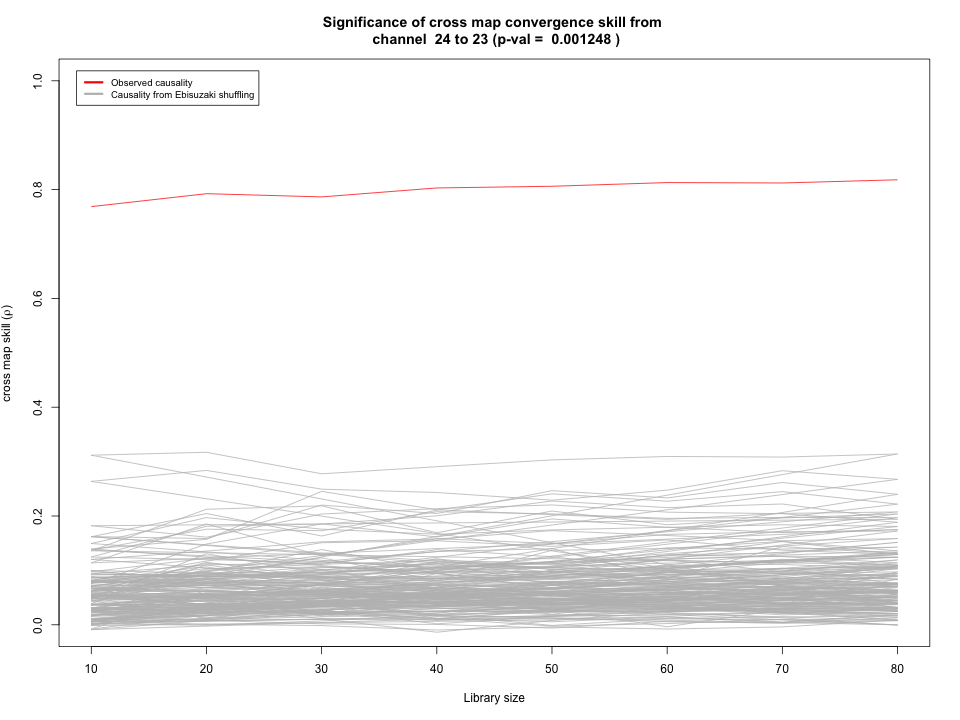 Significance of cross map convergence skill from
channel  24 to 23 (p-val =  0.001248 )
Observed causality
Causality from Ebisuzaki shuffling
cross map skill (ρ)
1.0
0.8
0.6
0.4
0.2
0.0
10 20 30 40 50 60 70 80
Library size